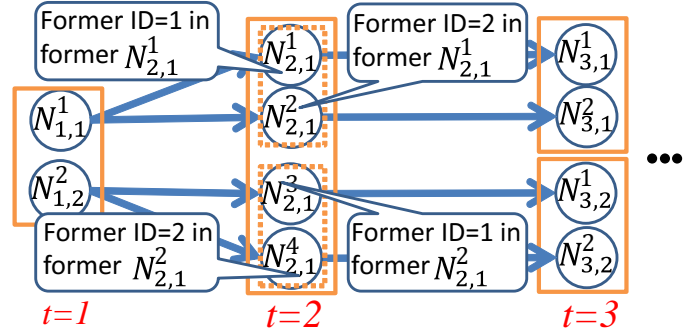 Former ID=1 in
former N^1_{2,1}
Former ID=2 in
former N^1_{2,1}
N^1_{1,1}
N^2_{1,2}
N^1_{2,1}
N^2_{2,1}
N^3_{2,1}
N^4_{2,1}
N^1_{3,1}
N^2_{3,1}
N^1_{3,2}
N^2_{3,2}
...
Former ID=2 in
former N^2_{2,1}
Former ID=1 in
former N^2_{2,1}
t=1
t=2
t=3